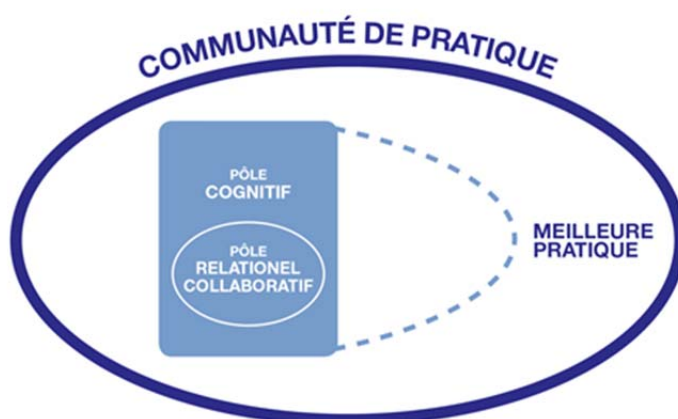 COMMUNAUTÉ DE PRATIQUE
PÔLE
COGNITIF
PÔLE
RELATIONEL
COLLABORATIF
MEILLEURE
PRATIQUE